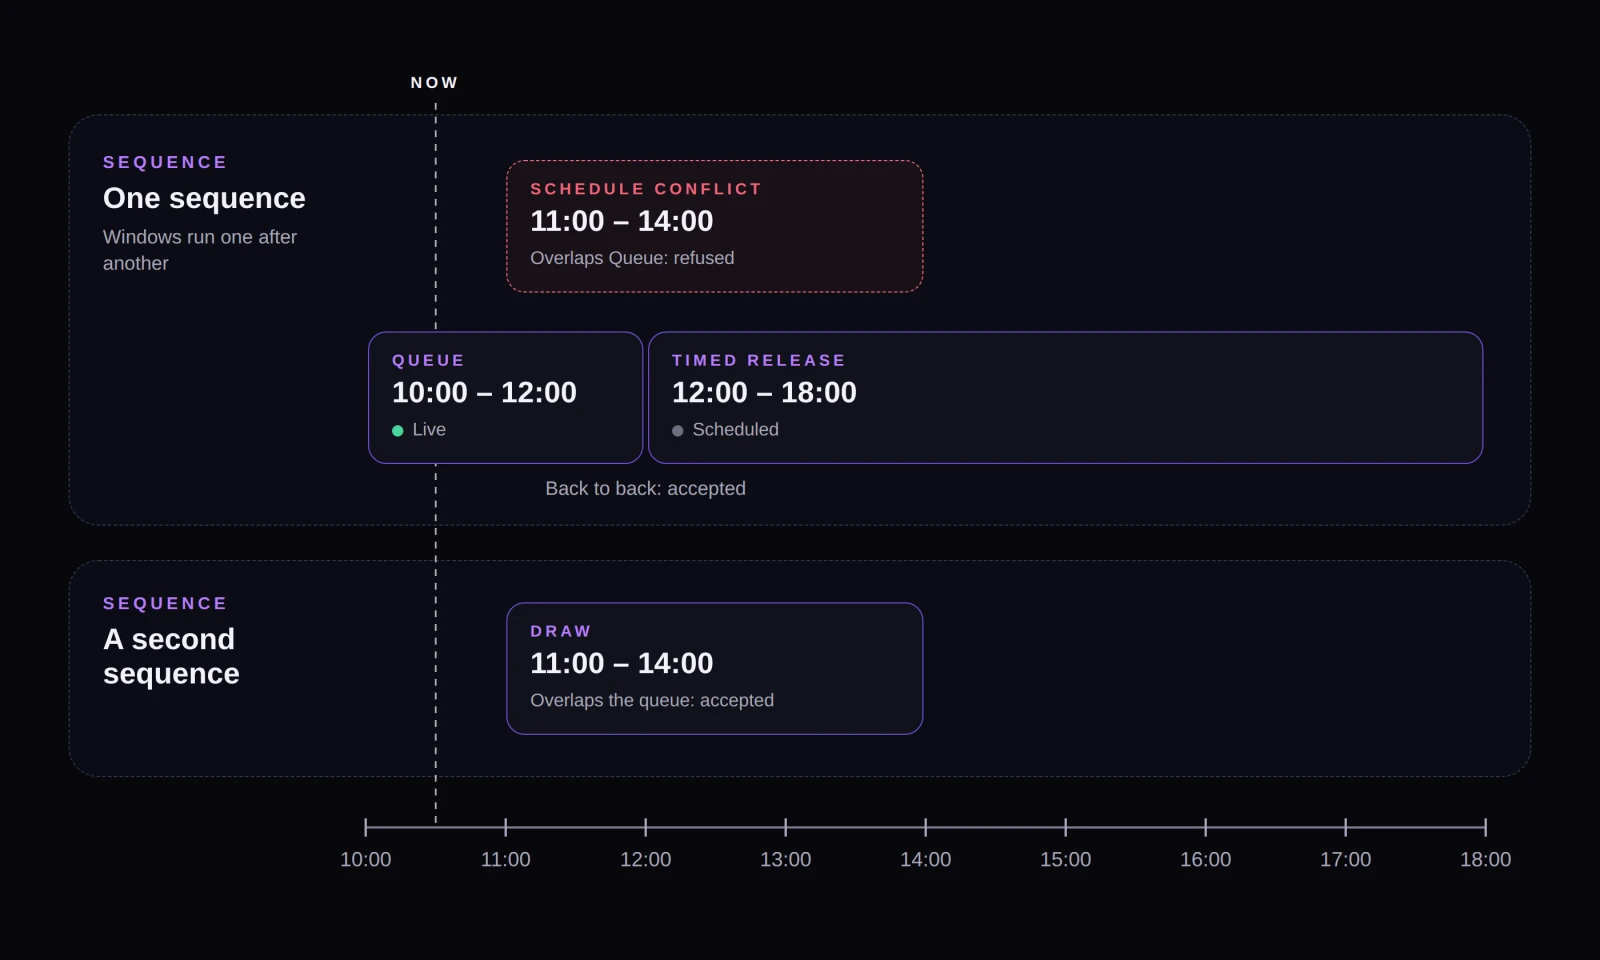 NOW
SEQUENCE
One sequence
Windows run one after
another
SCHEDULE CONFLICT
11:00 – 14:00
Overlaps Queue: refused
QUEUE
10:00 – 12:00
Live
TIMED RELEASE
12:00 – 18:00
Scheduled
Back to back: accepted
SEQUENCE
A second
sequence
DRAW
11:00 – 14:00
Overlaps the queue: accepted
10:00 11:00 12:00 13:00 14:00 15:00 16:00 17:00 18:00